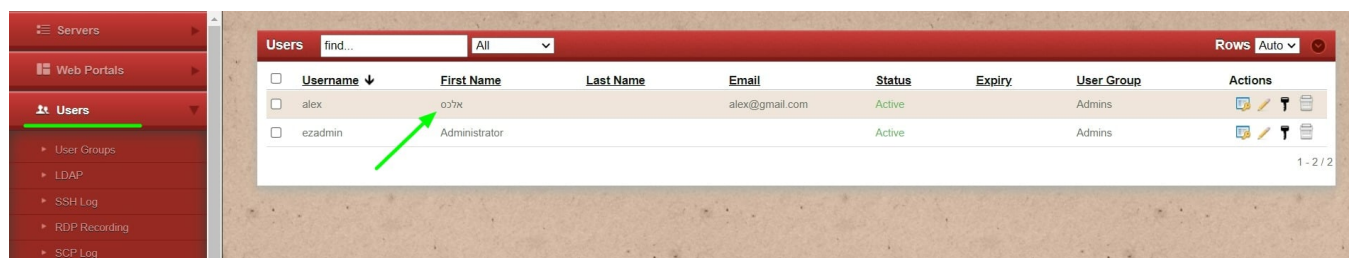 Servers
Web Portals
Users
User Groups
LDAP
SSH Log
RDP Recording
SCP Log
Users find... All Rows Auto
Username First Name Last Name Email Status Expiry User Group Actions
alex אלכס alex@gmail.com Active Admins
ezadmin Administrator Active Admins
1 - 2 / 2